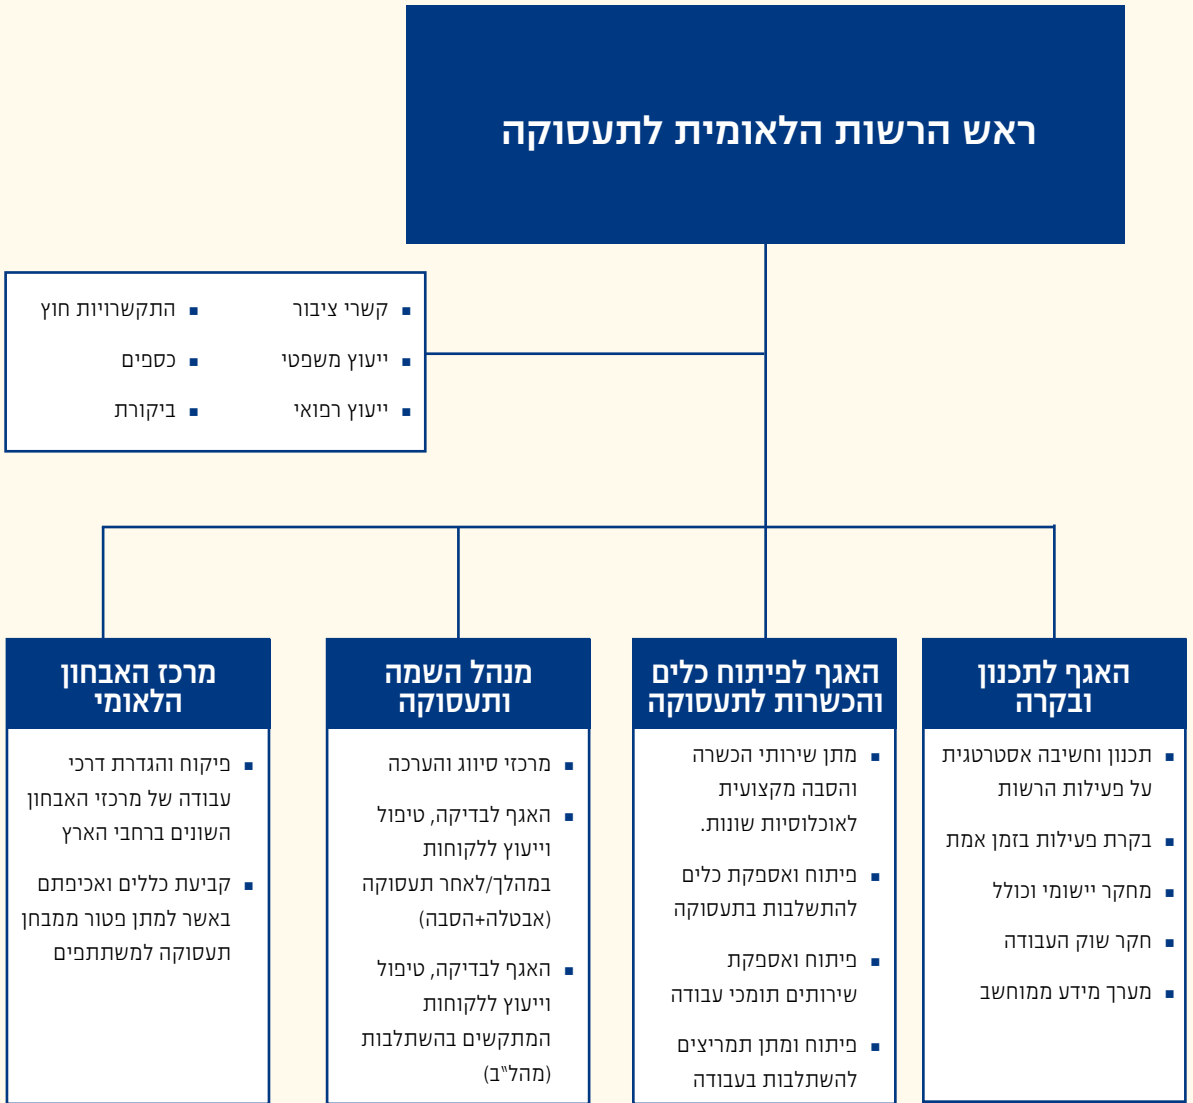 ראש הרשות הלאומית לתעסוקה
▪ קשרי ציבור
▪ ייעוץ משפטי
▪ ייעוץ רפואי
▪ התקשרויות חוץ
▪ כספים
▪ ביקורת
האגף לתכנון
ובקרה
▪ תכנון וחשיבה אסטרטגית
על פעילות הרשות
▪ בקרת פעילות בזמן אמת
▪ מחקר יישומי וכולל
▪ חקר שוק העבודה
▪ מערך מידע ממוחשב
האגף לפיתוח כלים
והכשרות לתעסוקה
▪ מתן שירותי הכשרה
והסבה מקצועית
לאוכלוסיות שונות.
▪ פיתוח ואספקת כלים
להתשלבות בתעסוקה
▪ פיתוח ואספקת
שירותים תומכי עבודה
▪ פיתוח ומתן תמריצים
להשתלבות בעבודה
מנהל השמה
ותעסוקה
▪ מרכזי סיווג והערכה
▪ האגף לבדיקה, טיפול
וייעוץ ללקוחות
במהלך/לאחר תעסוקה
(אבטלה+הסבה)
▪ האגף לבדיקה, טיפול
וייעוץ ללקוחות
המתקשים בהשתלבות
(מהל"ב)
מרכז האבחון
הלאומי
▪ פיקוח והגדרת דרכי
עבודה של מרכזי האבחון
השונים ברחבי הארץ
▪ קביעת כללים ואכיפתם
באשר למתן פטור ממבחן
תעסוקה למשתתפים